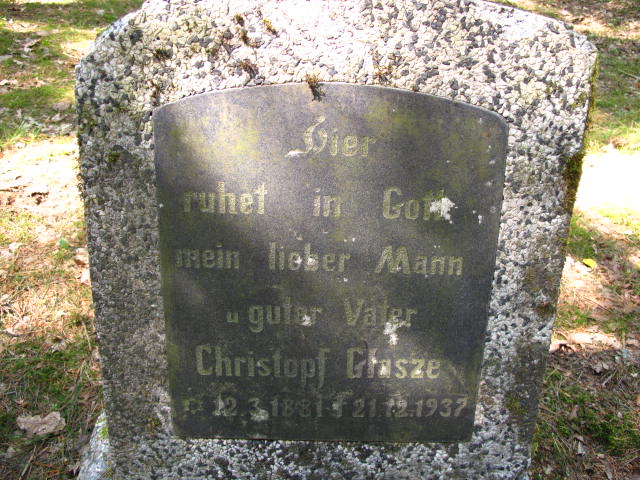 Hier
ruhet in Gott
mein lieber Mann
u guter Vater
Christopf Glasze
* 12.3.1881 † 21.12.1937